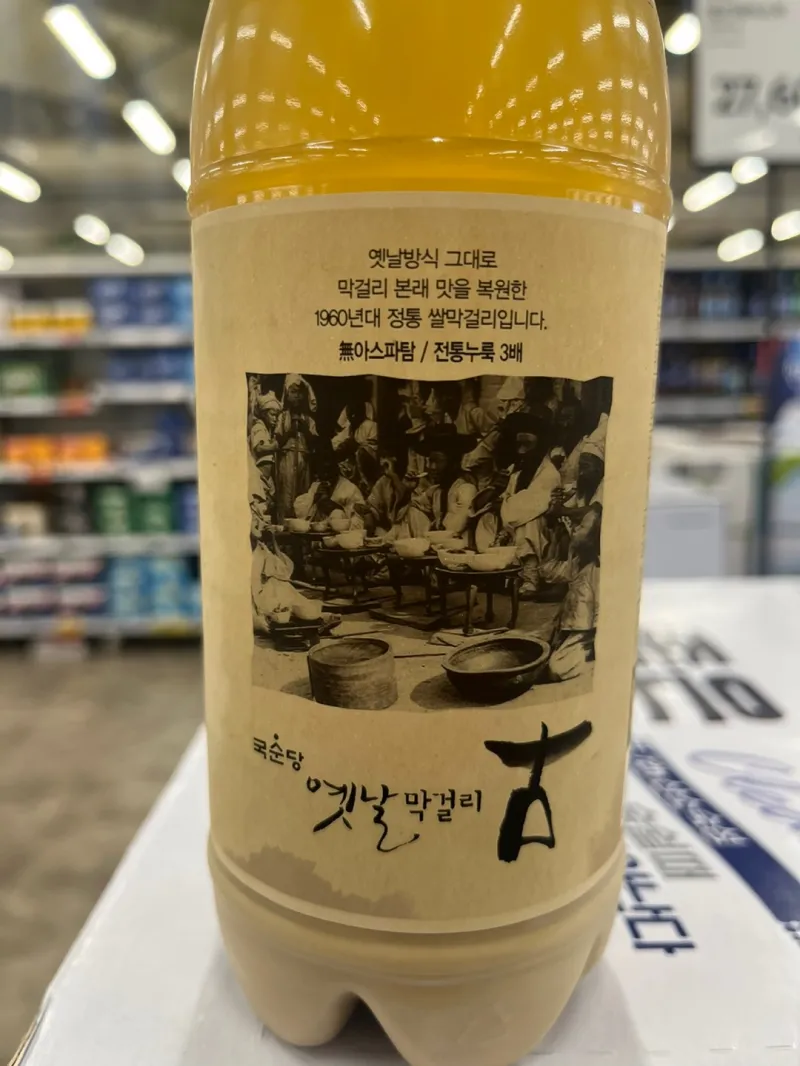 옛날방식 그대로
막걸리 본래 맛을 복원한
1960년대 정통 쌀막걸리입니다.
無아스파탐 / 전통누룩 3배
국순당
옛날 막걸리 古